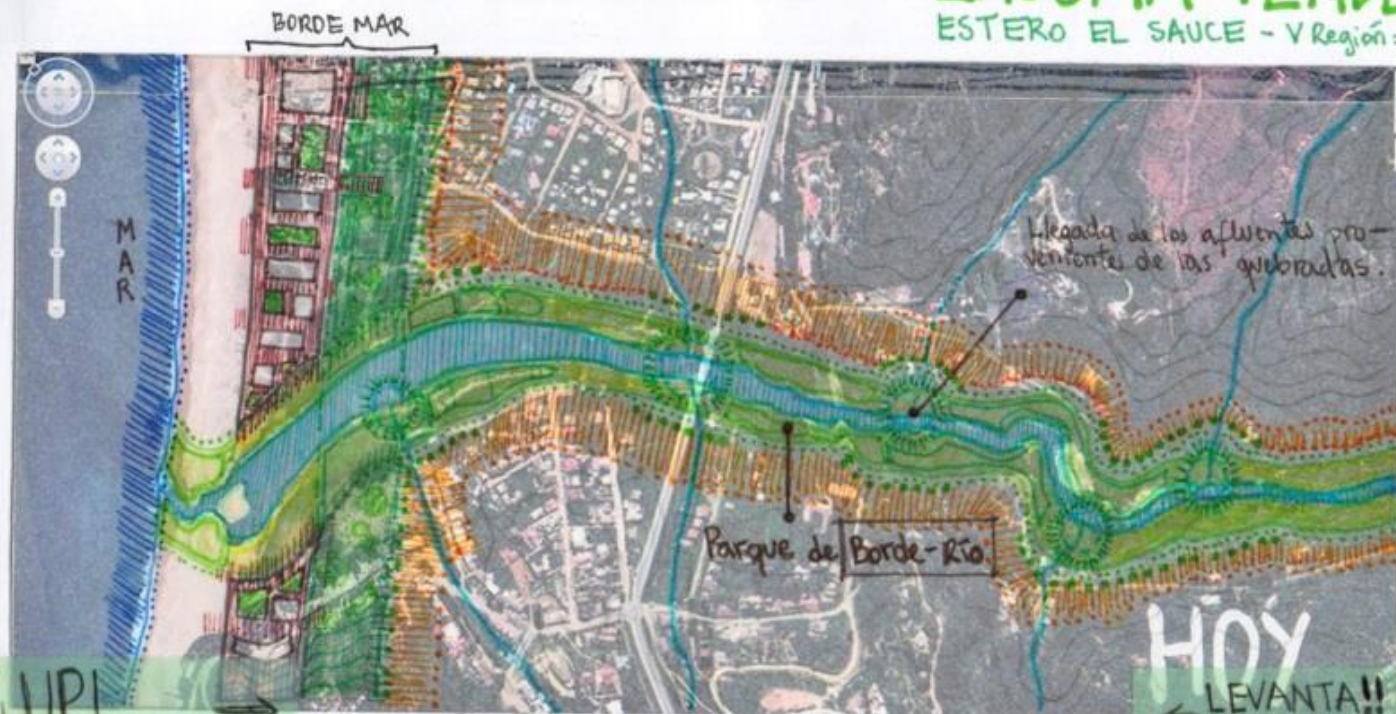 BORDE MAR
ESTERO EL SAUCE - V Región
MAR
Llegada de los afluentes pro-
venientes de las quebradas.
Parque de Borde-Río
HOY
LEVANTA!!